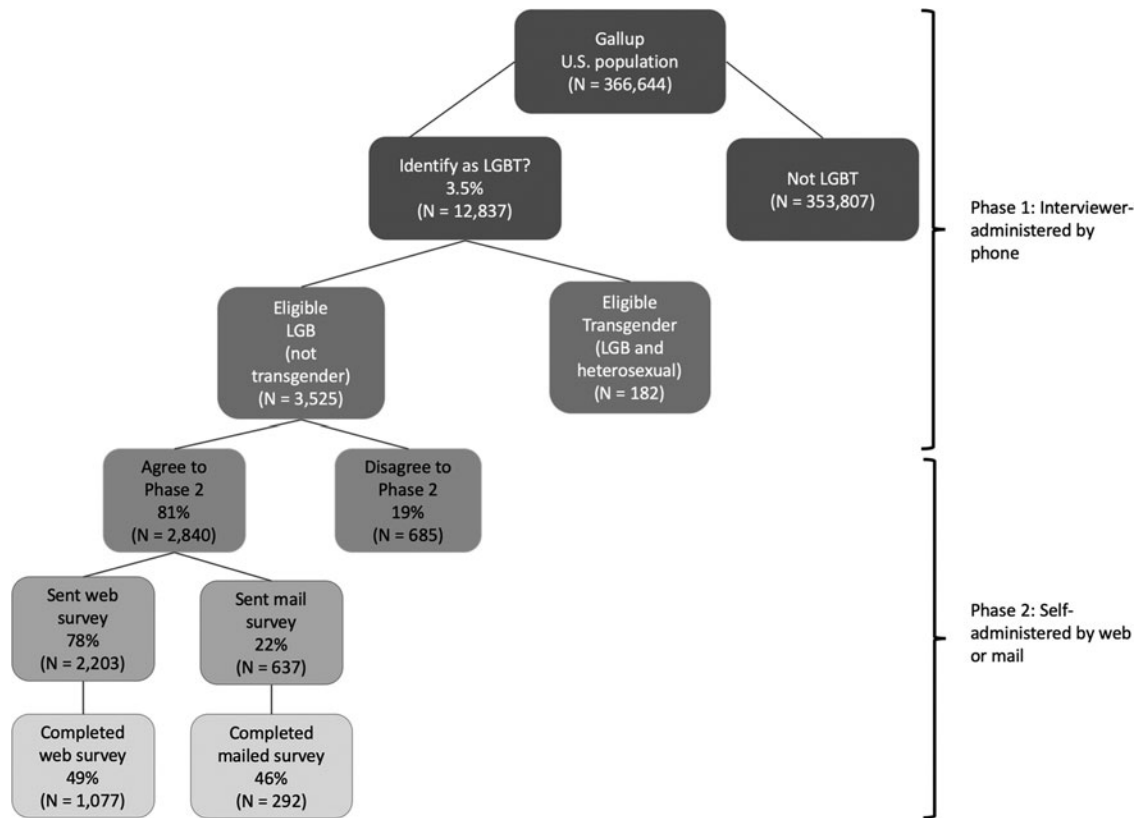 Gallup
U.S. population
(N = 366,644)
Identify as LGBT?
3.5%
(N = 12,837)
Not LGBT
(N = 353,807)
Phase 1: Interviewer-
administered by
phone
Eligible
LGB
(not
transgender)
(N = 3,525)
Eligible
Transgender
(LGB and
heterosexual)
(N = 182)
Agree to
Phase 2
81%
(N = 2,840)
Disagree to
Phase 2
19%
(N = 685)
Sent web
survey
78%
(N = 2,203)
Sent mail
survey
22%
(N = 637)
Phase 2: Self-
administered by web
or mail
Completed
web survey
49%
(N = 1,077)
Completed
mailed survey
46%
(N = 292)